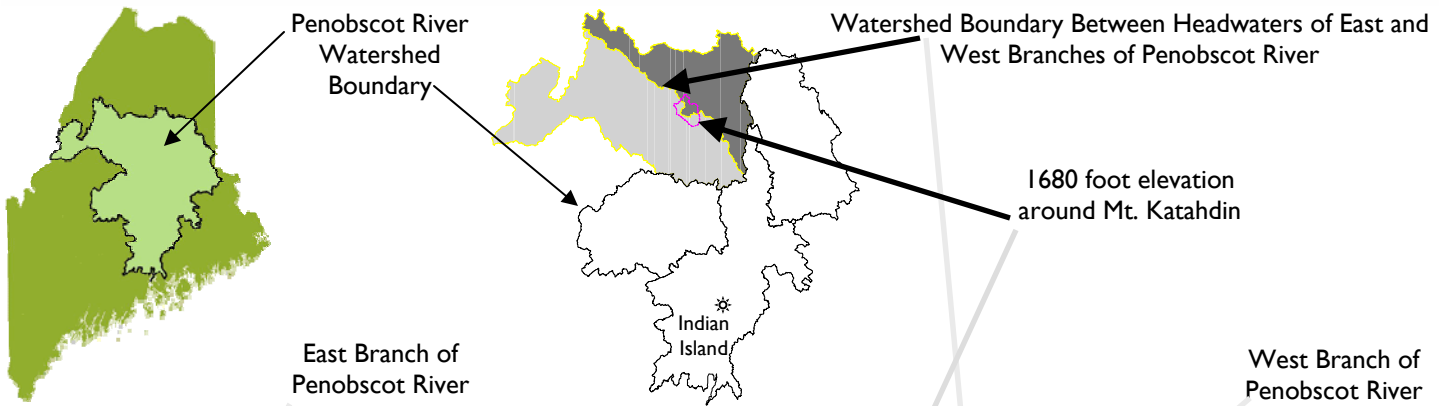 Penobscot River
Watershed
Boundary
Watershed Boundary Between Headwaters of East and
West Branches of Penobscot River
1680 foot elevation
around Mt. Katahdin
Indian
Island
East Branch of
Penobscot River
West Branch of
Penobscot River